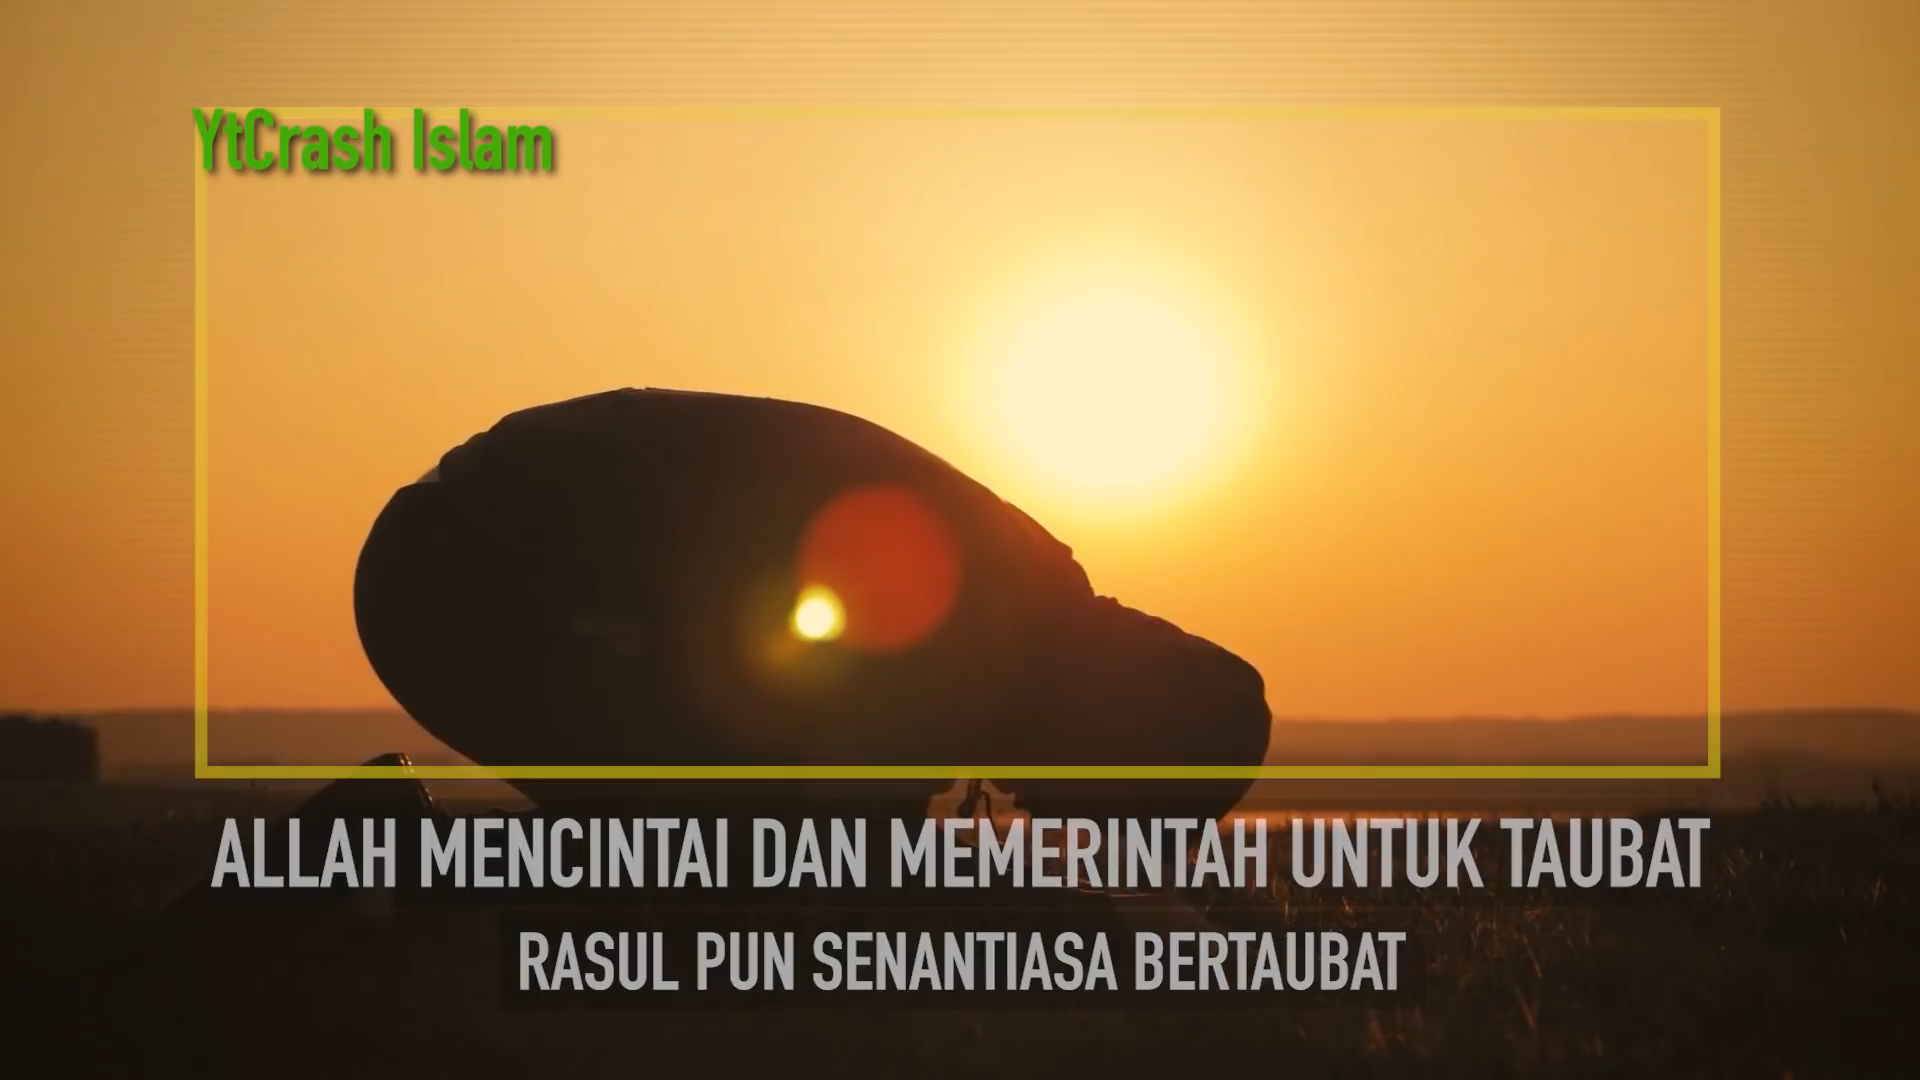 YtCrash Islam
ALLAH MENCINTAI DAN MEMERINTAH UNTUK TAUBAT
RASUL PUN SENANTIASA BERTAUBAT